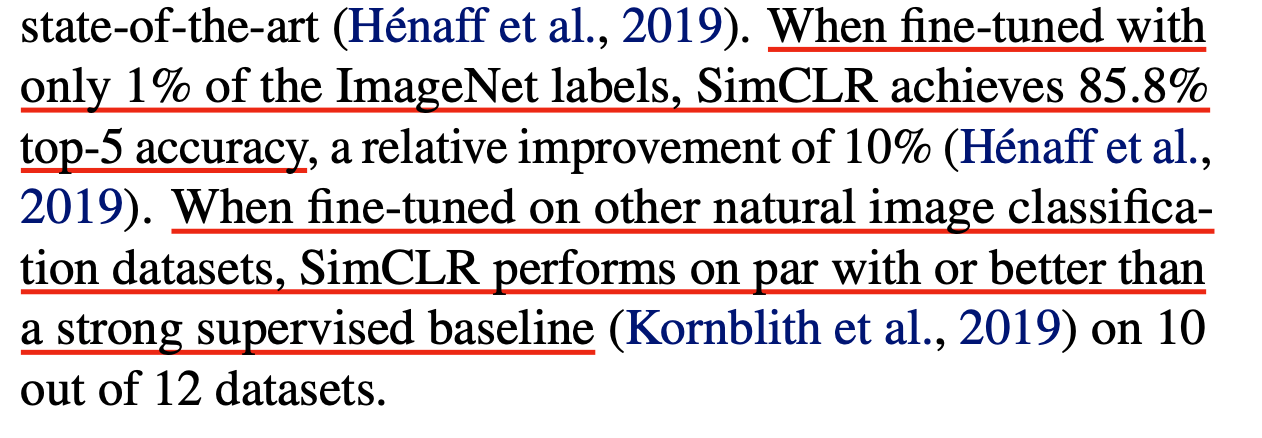 state-of-the-art (Hénaff et al., 2019). When fine-tuned with
only 1% of the ImageNet labels, SimCLR achieves 85.8%
top-5 accuracy, a relative improvement of 10% (Hénaff et al.,
2019). When fine-tuned on other natural image classifica-
tion datasets, SimCLR performs on par with or better than
a strong supervised baseline (Kornblith et al., 2019) on 10
out of 12 datasets.